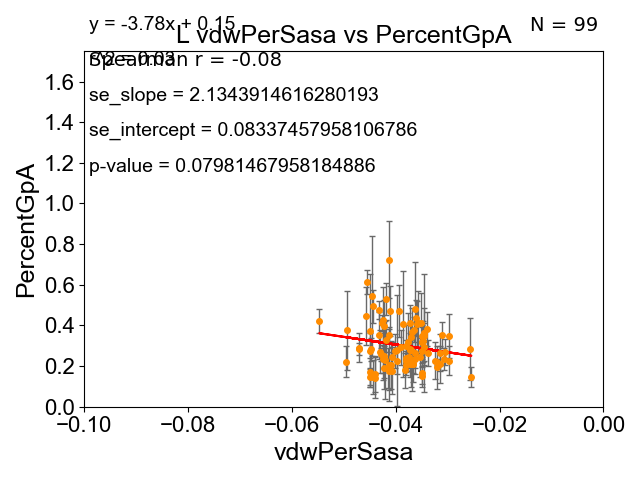 y = -3.78x + 0.15
N = 99
L vdwPerSasa vs PercentGpA
Spearman r = -0.08
se_slope = 2.1343914616280193
se_intercept = 0.08337457958106786
p-value = 0.07981467958184886
PercentGpA
1.6
1.4
1.2
1.0
0.8
0.6
0.4
0.2
0.0
−0.10
−0.08
−0.06
−0.04
−0.02
0.00
vdwPerSasa